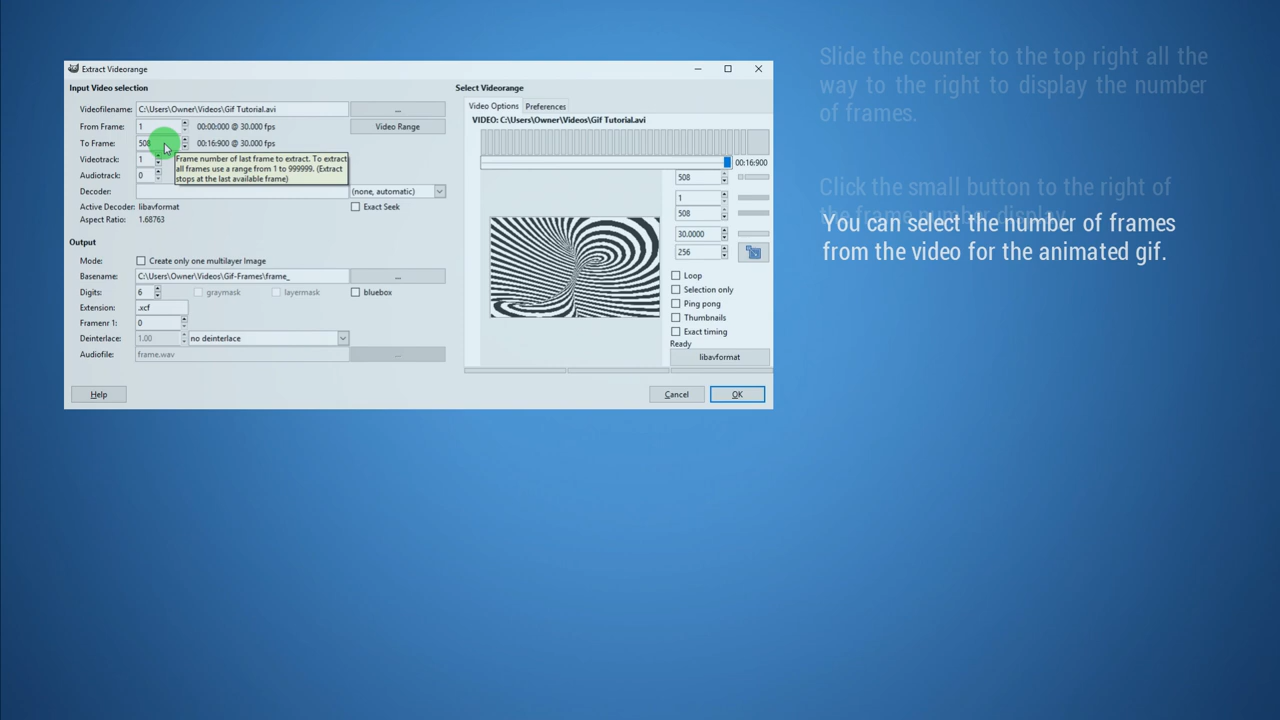 Extract Videorange
Input Video selection
Videofilename: C:\Users\Owner\Videos\Gif Tutorial.avi ...
From Frame: 1 00:00:000 @ 30.000 fps Video Range
To Frame: 508 00:16:900 @ 30.000 fps
Videotrack: 1
Frame number of last frame to extract. To extract
all frames use a range from 1 to 999999. (Extract
stops at the last available frame)
Audiotrack: 0
Decoder: (none, automatic)
Active Decoder: libavformat Exact Seek
Aspect Ratio: 1.68763
Output
Mode: Create only one multilayer Image
Basename: C:\Users\Owner\Videos\Gif-Frames\frame_ ...
Digits: 6 graymask layermask bluebox
Extension: .xcf
Framenr 1: 0
Deinterlace: 1.00 no deinterlace
Audiofile: frame.wav ...
Help
Select Videorange
Video Options Preferences
VIDEO: C:\Users\Owner\Videos\Gif Tutorial.avi
00:16:900
508
1
508
30.0000
256
Loop
Selection only
Ping pong
Thumbnails
Exact timing
Ready
libavformat
Cancel OK
Slide the counter to the top right all the
way to the right to display the number
of frames.
Click the small button to the right of
the frame number display.
You can select the number of frames
from the video for the animated gif.